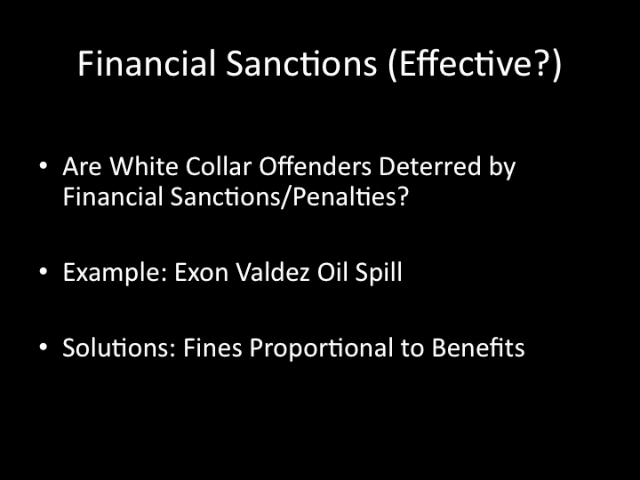 Financial Sanctions (Effective?)
• Are White Collar Offenders Deterred by
Financial Sanctions/Penalties?
• Example: Exon Valdez Oil Spill
• Solutions: Fines Proportional to Benefits